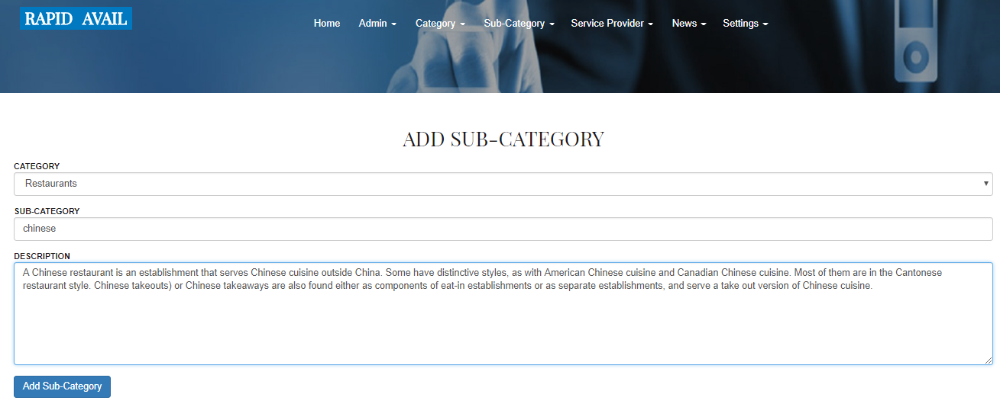 RAPID AVAIL
Home Admin Category Sub-Category Service Provider News Settings
ADD SUB-CATEGORY
CATEGORY
Restaurants
SUB-CATEGORY
chinese
DESCRIPTION
A Chinese restaurant is an establishment that serves Chinese cuisine outside China. Some have distinctive styles, as with American Chinese cuisine and Canadian Chinese cuisine. Most of them are in the Cantonese
restaurant style. Chinese takeouts) or Chinese takeaways are also found either as components of eat-in establishments or as separate establishments, and serve a take out version of Chinese cuisine.
Add Sub-Category